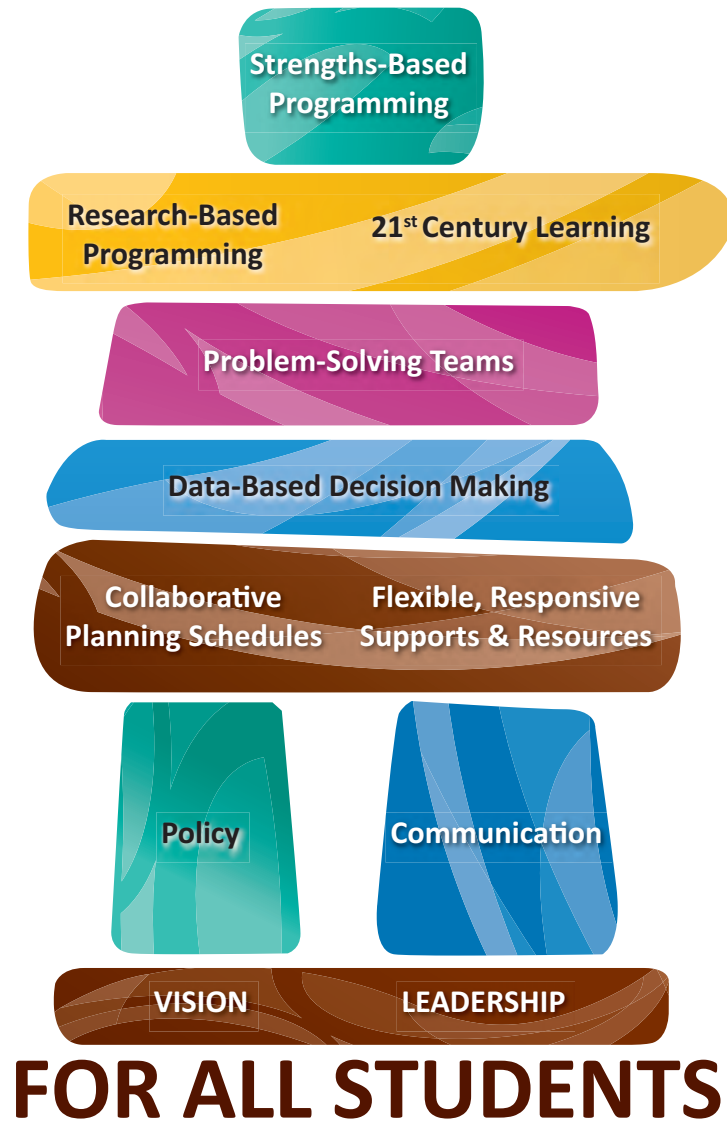 Strengths-Based
Programming
Research-Based
Programming
21st Century Learning
Problem-Solving Teams
Data-Based Decision Making
Collaborative
Planning Schedules
Flexible, Responsive
Supports & Resources
Policy
Communication
VISION
LEADERSHIP
FOR ALL STUDENTS